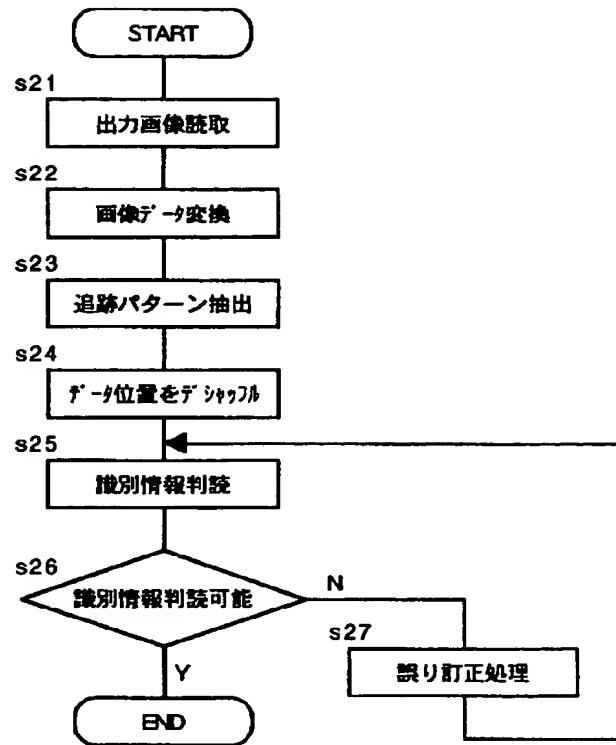 START
s21
出力画像読取
s22
画像データ変換
s23
追跡パターン抽出
s24
データ位置をデシャッフル
s25
識別情報判読
s26
識別情報判読可能
N
s27
誤り訂正処理
Y
END